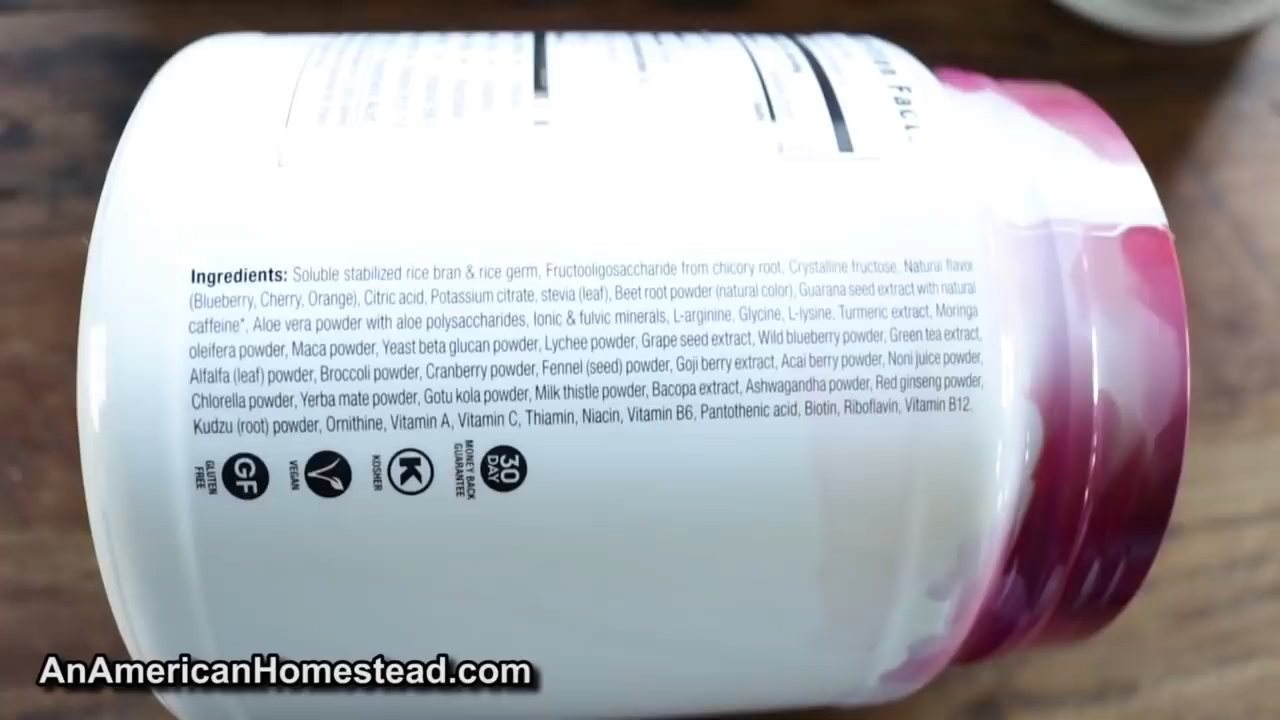 Ingredients: Soluble stabilized rice bran & rice germ, Fructooligosaccharide from chicory root, Crystalline fructose, Natural flavor
(Blueberry, Cherry, Orange), Citric acid, Potassium citrate, stevia (leaf), Beet root powder (natural color), Guarana seed extract with natural
caffeine*, Aloe vera powder with aloe polysaccharides, Ionic & fulvic minerals, L-arginine, Glycine, L-lysine, Turmeric extract, Moringa
oleifera powder, Maca powder, Yeast beta glucan powder, Lychee powder, Grape seed extract, Wild blueberry powder, Green tea extract,
Alfalfa (leaf) powder, Broccoli powder, Cranberry powder, Fennel (seed) powder, Goji berry extract, Acai berry powder, Noni juice powder,
Chlorella powder, Yerba mate powder, Gotu kola powder, Milk thistle powder, Bacopa extract, Ashwagandha powder, Red ginseng powder,
Kudzu (root) powder, Ornithine, Vitamin A, Vitamin C, Thiamin, Niacin, Vitamin B6, Pantothenic acid, Biotin, Riboflavin, Vitamin B12.
30
DAY
MONEY BACK
GUARANTEE
K
KOSHER
V
VEGAN
GF
GLUTEN
FREE
AnAmericanHomestead.com